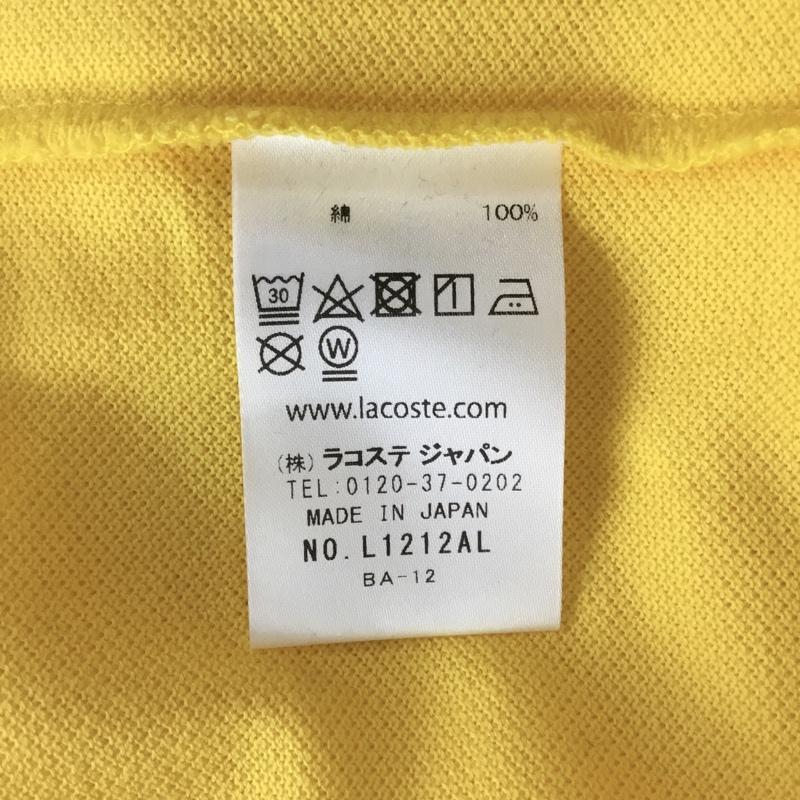 綿 100%
30
W
www.lacoste.com
(株) ラコステ ジャパン
TEL:0120-37-0202
MADE IN JAPAN
NO. L1212AL
BA-12